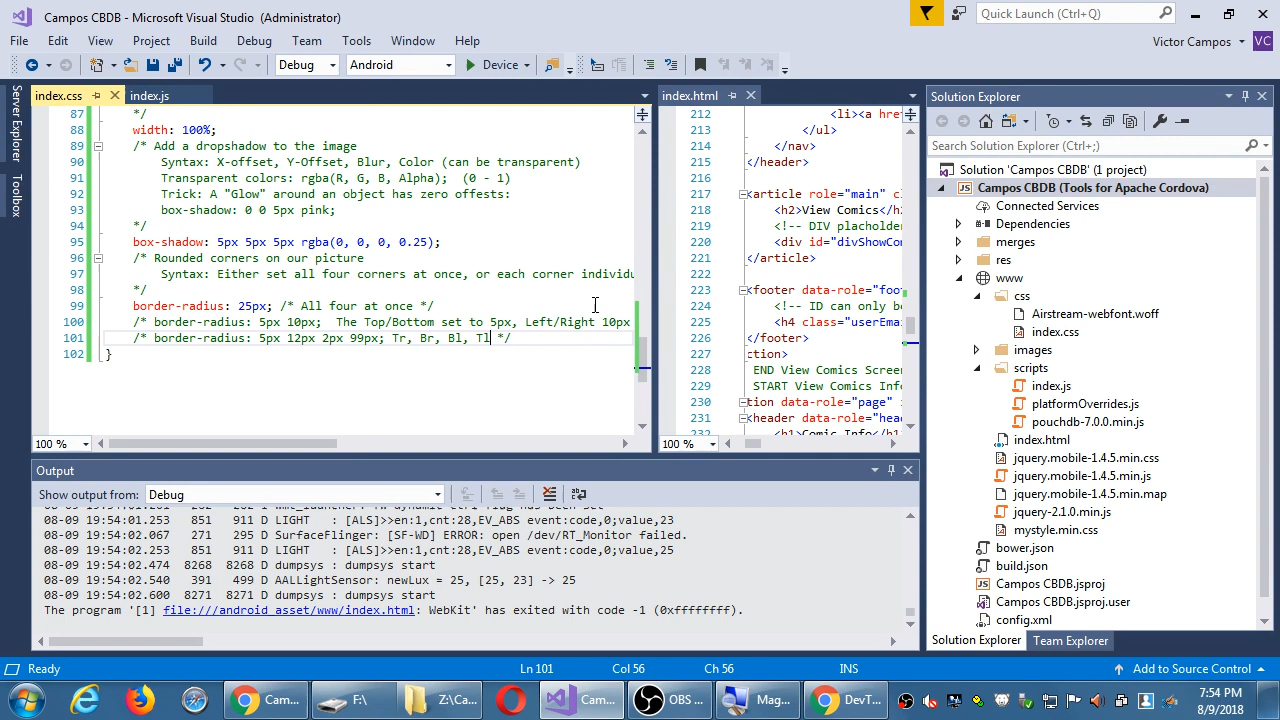 Campos CBDB - Microsoft Visual Studio (Administrator)
Quick Launch (Ctrl+Q)
File Edit View Project Build Debug Team Tools Window Help
Victor Campos VC
Debug Android Device
Server Explorer
Toolbox
index.css index.js
87 */
88 width: 100%;
89 /* Add a dropshadow to the image
90 Syntax: X-offset, Y-Offset, Blur, Color (can be transparent)
91 Transparent colors: rgba(R, G, B, Alpha); (0 - 1)
92 Trick: A "Glow" around an object has zero offsets:
93 box-shadow: 0 0 5px pink;
94 */
95 box-shadow: 5px 5px 5px rgba(0, 0, 0, 0.25);
96 /* Rounded corners on our picture
97 Syntax: Either set all four corners at once, or each corner individu
98 */
99 border-radius: 25px; /* All four at once */
100 /* border-radius: 5px 10px; The Top/Bottom set to 5px, Left/Right 10px
101 /* border-radius: 5px 12px 2px 99px; Tr, Br, Bl, Tl */
102 }
100 %
index.html
212 <li><a href
213 </ul>
214 </nav>
215 </header>
216
217 <article role="main" cl
218 <h2>View Comics</h
219 <!-- DIV placholder
220 <div id="divShowCom
221 </article>
222
223 <footer data-role="foot
224 <!-- ID can only be
225 <h4 class="userEmai
226 </footer>
227 ction>
228 END View Comics Screen
229 START View Comics Info
230 tion data-role="page" i
231 <header data-role="head
232 <h1>Comic Info</h1
100 %
Solution Explorer
Search Solution Explorer (Ctrl+;)
Solution 'Campos CBDB' (1 project)
JS Campos CBDB (Tools for Apache Cordova)
Connected Services
Dependencies
merges
res
www
css
Airstream-webfont.woff
index.css
images
scripts
index.js
platformOverrides.js
pouchdb-7.0.0.min.js
index.html
jquery.mobile-1.4.5.min.css
jquery.mobile-1.4.5.min.js
jquery.mobile-1.4.5.min.map
jquery-2.1.0.min.js
mystyle.min.css
bower.json
build.json
Campos CBDB.jsproj
Campos CBDB.jsproj.user
config.xml
Solution Explorer Team Explorer
Output
Show output from: Debug
08-09 19:54:01.253 851 911 D LIGHT : [ALS]>>en:1,cnt:28,EV_ABS event:code,0;value,23
08-09 19:54:02.067 271 295 D SurfaceFlinger: [SF-WD] ERROR: open /dev/RT_Monitor failed.
08-09 19:54:02.253 851 911 D LIGHT : [ALS]>>en:1,cnt:28,EV_ABS event:code,0;value,25
08-09 19:54:02.474 8268 8268 D dumpsys : dumpsys start
08-09 19:54:02.540 391 499 D AALLightSensor: newLux = 25, [25, 23] -> 25
08-09 19:54:02.600 8271 8271 D dumpsys : dumpsys start
The program '[1] file:///android_asset/www/index.html: WebKit' has exited with code -1 (0xffffffff).
Ready Ln 101 Col 56 Ch 56 INS Add to Source Control
Cam... F:\ Z:\Ca... Cam... OBS ... Mag... DevT...
7:54 PM
8/9/2018